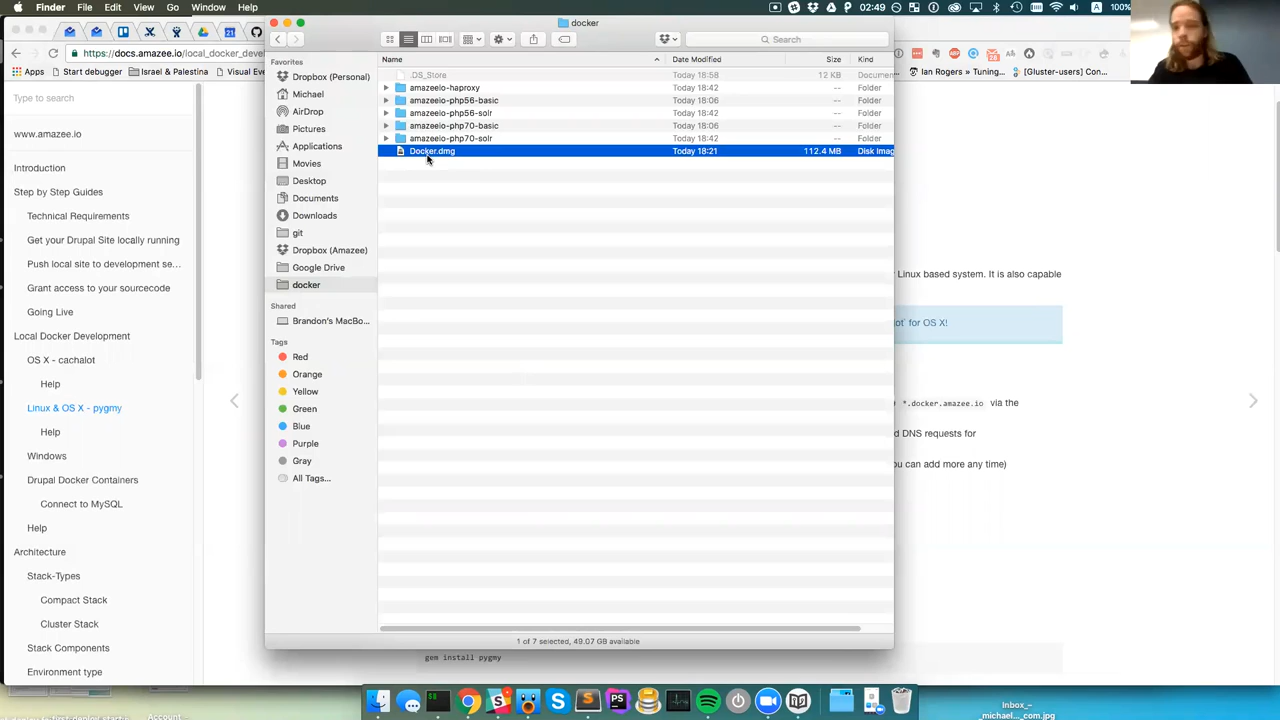 Finder File Edit View Go Window Help
02:49 100%
docker
https://docs.amazee.io/local_docker_devel
Search
Apps Start debugger Israel & Palestina Visual Eve
Ian Rogers » Tuning... [Gluster-users] Con...
Type to search
www.amazee.io
Introduction
Step by Step Guides
Technical Requirements
Get your Drupal Site locally running
Push local site to development se...
Grant access to your sourcecode
Going Live
Local Docker Development
OS X - cachalot
Help
Linux & OS X - pygmy
Help
Windows
Drupal Docker Containers
Connect to MySQL
Help
Architecture
Stack-Types
Compact Stack
Cluster Stack
Stack Components
Environment type
Favorites
Dropbox (Personal)
Michael
AirDrop
Pictures
Applications
Movies
Desktop
Documents
Downloads
git
Dropbox (Amazee)
Google Drive
docker
Shared
Brandon's MacBo...
Tags
Red
Orange
Yellow
Green
Blue
Purple
Gray
All Tags...
Name Date Modified Size Kind
.DS_Store Today 18:58 12 KB Documen
amazeeio-haproxy Today 18:42 -- Folder
amazeeio-php56-basic Today 18:06 -- Folder
amazeeio-php56-solr Today 18:42 -- Folder
amazeeio-php70-basic Today 18:06 -- Folder
amazeeio-php70-solr Today 18:42 -- Folder
Docker.dmg Today 18:21 112.4 MB Disk Imag
1 of 7 selected, 49.07 GB available
Linux based system. It is also capable
for OS X!
*.docker.amazee.io via the
d DNS requests for
ou can add more any time)
gem install pygmy
Inbox_-
_michael..._com.jpg